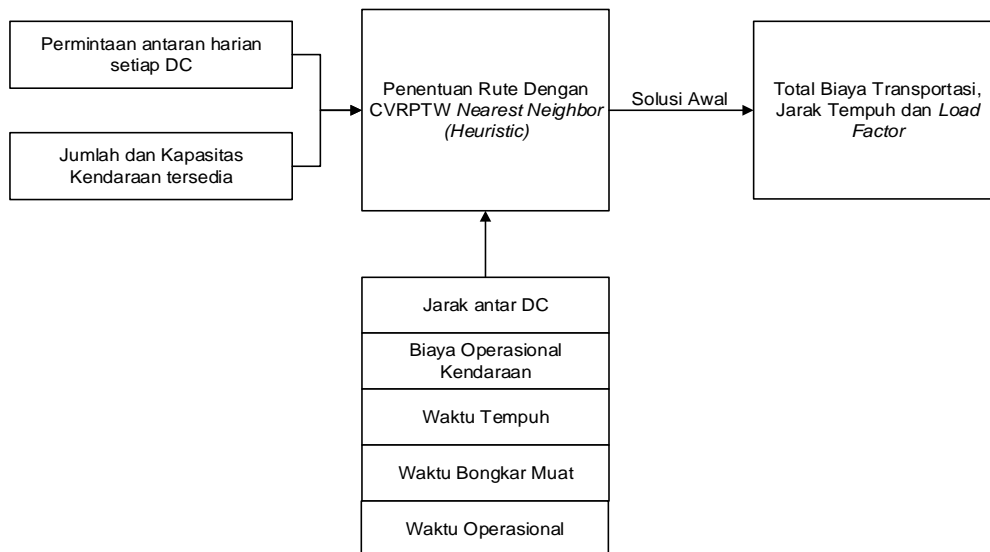 Permintaan antaran harian
setiap DC
Jumlah dan Kapasitas
Kendaraan tersedia
Penentuan Rute Dengan
CVRPTW Nearest Neighbor
(Heuristic)
Solusi Awal
Total Biaya Transportasi,
Jarak Tempuh dan Load
Factor
Jarak antar DC
Biaya Operasional
Kendaraan
Waktu Tempuh
Waktu Bongkar Muat
Waktu Operasional